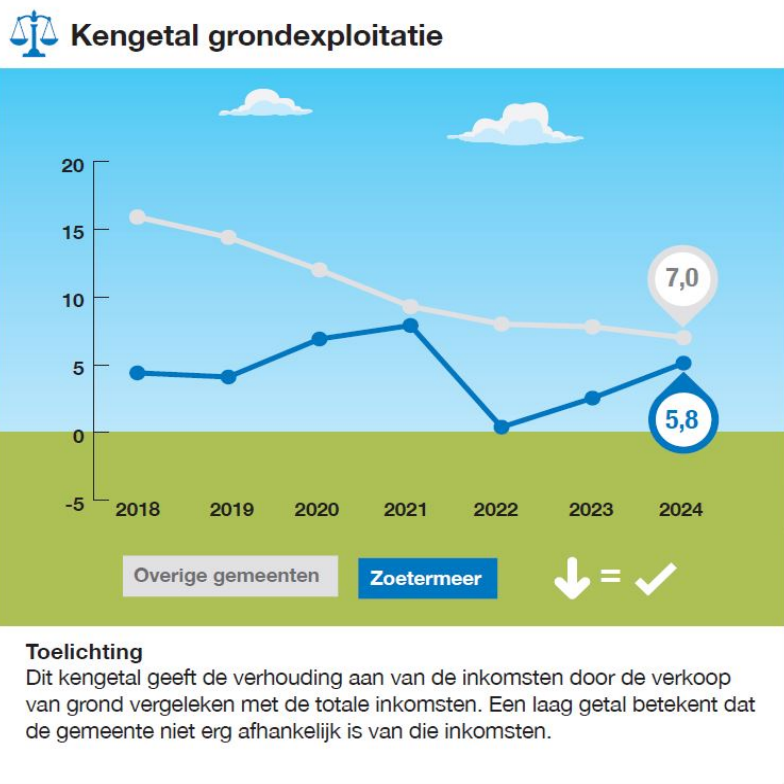 Kengetal grondexploitatie
20
15
10
5
0
-5
7,0
5,8
2018 2019 2020 2021 2022 2023 2024
Overige gemeenten Zoetermeer =
Toelichting
Dit kengetal geeft de verhouding aan van de inkomsten door de verkoop
van grond vergeleken met de totale inkomsten. Een laag getal betekent dat
de gemeente niet erg afhankelijk is van die inkomsten.